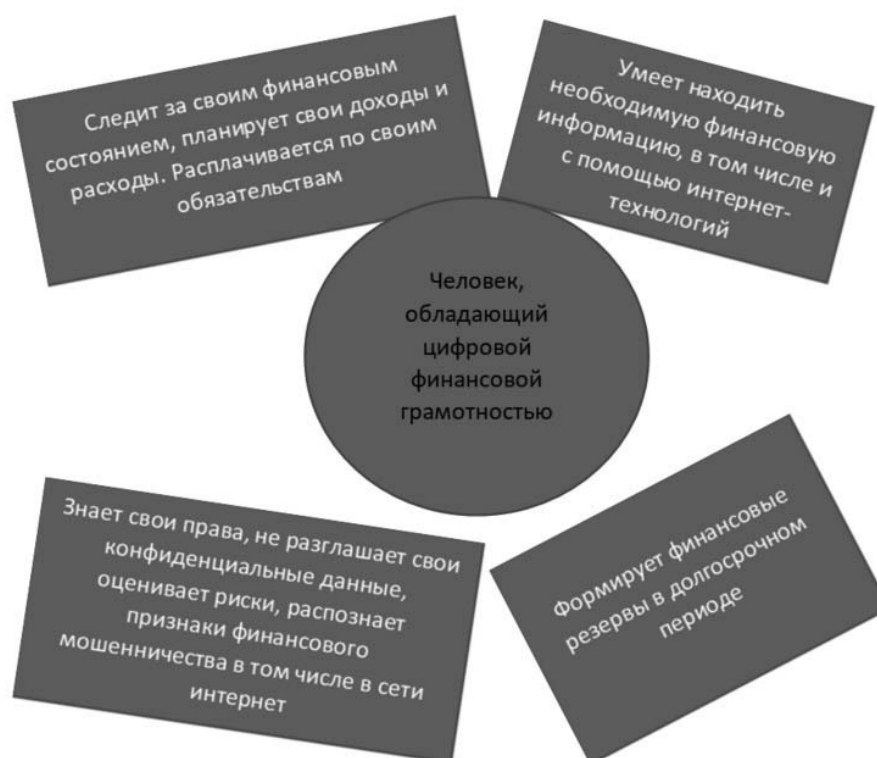 Следит за своим финансовым
состоянием, планирует свои доходы и
расходы. Расплачивается по своим
обязательствам
Умеет находить
необходимую финансовую
информацию, в том числе и
с помощью интернет-
технологий
Человек,
обладающий
цифровой
финансовой
грамотностью
Знает свои права, не разглашает свои
конфиденциальные данные,
оценивает риски, распознает
признаки финансового
мошенничества в том числе в сети
интернет
Формирует финансовые
резервы в долгосрочном
периоде